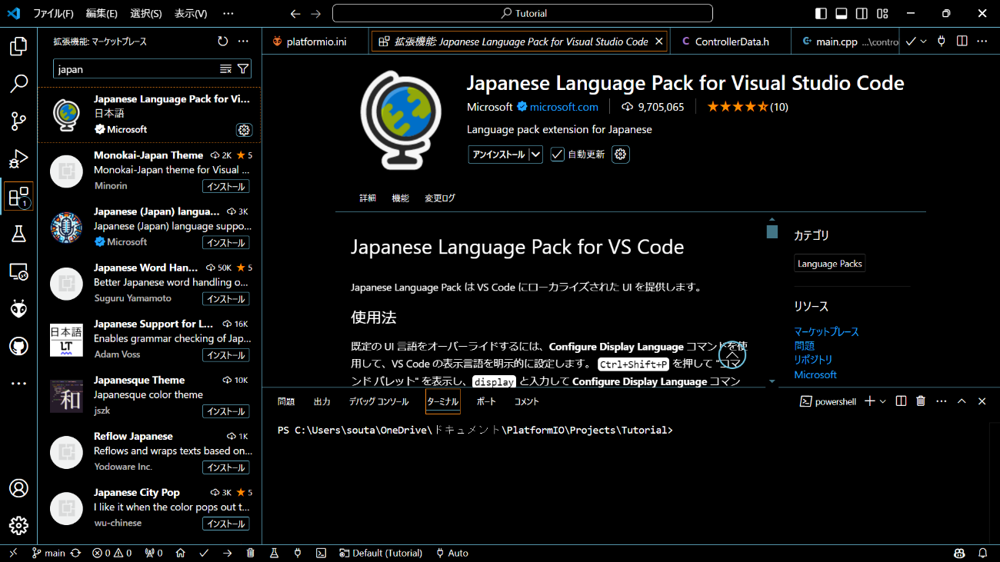 ファイル(F) 編集(E) 選択(S) 表示(V) ···
Tutorial
拡張機能: マーケットプレース
japan
Japanese Language Pack for Vi...
日本語
Microsoft
Monokai-Japan Theme 2K 5
Monokai-Japan theme for Visual ...
Minorin インストール
Japanese (Japan) langua... 3K
Japanese (Japan) language suppo...
Microsoft インストール
Japanese Word Han... 50K 5
Better Japanese word handling o...
Suguru Yamamoto インストール
日本語
LT
Japanese Support for L... 16K
Enables grammar checking of Jap...
Adam Voss インストール
和
Japanesque Theme 10K
Japanesque color theme
jszk インストール
Reflow Japanese 1K
Reflows and wraps texts based on...
Yodoware Inc. インストール
Japanese City Pop 3K 5
I like it when the color pops out t...
wu-chinese インストール
1
platformio.ini
拡張機能: Japanese Language Pack for Visual Studio Code
C ControllerData.h
C++ main.cpp ...\contro
Japanese Language Pack for Visual Studio Code
Microsoft microsoft.com 9,705,065 (10)
Language pack extension for Japanese
アンインストール 自動更新
詳細 機能 変更ログ
Japanese Language Pack for VS Code
Japanese Language Pack は VS Code にローカライズされた UI を提供します。
使用法
既定の UI 言語をオーバーライドするには、Configure Display Language コマンドを使
用して、VS Code の表示言語を明示的に設定します。 Ctrl+Shift+P を押して "コマ
ンド パレット" を表示し、display と入力して Configure Display Language コマン
カテゴリ
Language Packs
リソース
マーケットプレース
問題
リポジトリ
Microsoft
問題 出力 デバッグ コンソール ターミナル ポート コメント
powershell
PS C:\Users\souta\OneDrive\ドキュメント\PlatformIO\Projects\Tutorial>
main 0 0 0 Default (Tutorial) Auto